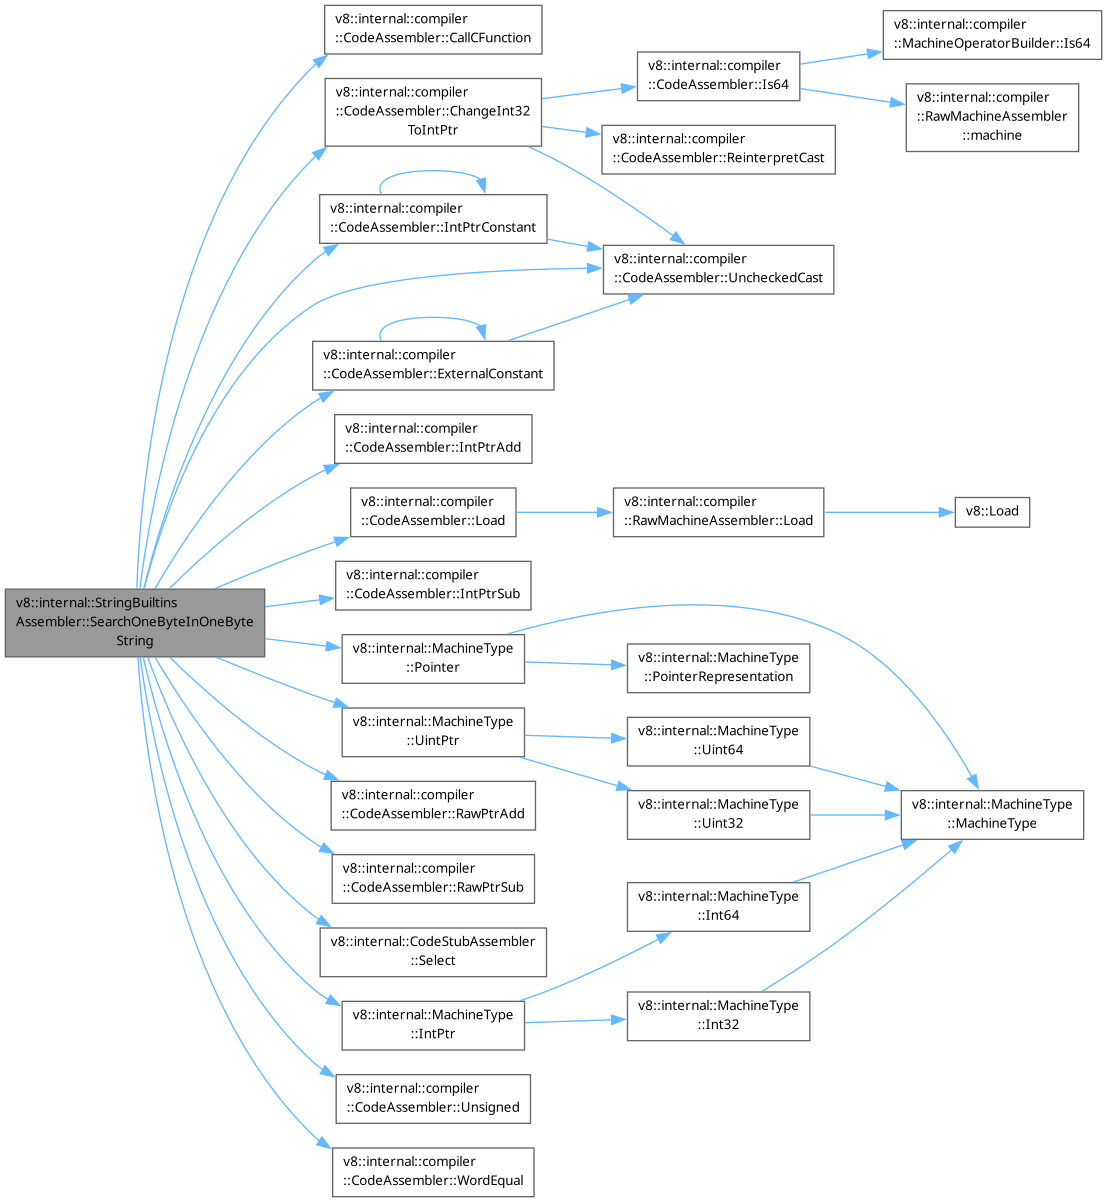 v8::internal::compiler
::CodeAssembler::CallCFunction
v8::internal::compiler
::MachineOperatorBuilder::Is64
v8::internal::compiler
::CodeAssembler::Is64
v8::internal::compiler
::CodeAssembler::ChangeInt32
ToIntPtr
v8::internal::compiler
::RawMachineAssembler
::machine
v8::internal::compiler
::CodeAssembler::ReinterpretCast
v8::internal::compiler
::CodeAssembler::IntPtrConstant
v8::internal::compiler
::CodeAssembler::UncheckedCast
v8::internal::compiler
::CodeAssembler::ExternalConstant
v8::internal::compiler
::CodeAssembler::IntPtrAdd
v8::internal::compiler
::CodeAssembler::Load
v8::internal::compiler
::RawMachineAssembler::Load
v8::Load
v8::internal::compiler
::CodeAssembler::IntPtrSub
v8::internal::StringBuiltins
Assembler::SearchOneByteInOneByte
String
v8::internal::MachineType
::Pointer
v8::internal::MachineType
::PointerRepresentation
v8::internal::MachineType
::UintPtr
v8::internal::MachineType
::Uint64
v8::internal::compiler
::CodeAssembler::RawPtrAdd
v8::internal::MachineType
::Uint32
v8::internal::MachineType
::MachineType
v8::internal::compiler
::CodeAssembler::RawPtrSub
v8::internal::MachineType
::Int64
v8::internal::CodeStubAssembler
::Select
v8::internal::MachineType
::IntPtr
v8::internal::MachineType
::Int32
v8::internal::compiler
::CodeAssembler::Unsigned
v8::internal::compiler
::CodeAssembler::WordEqual